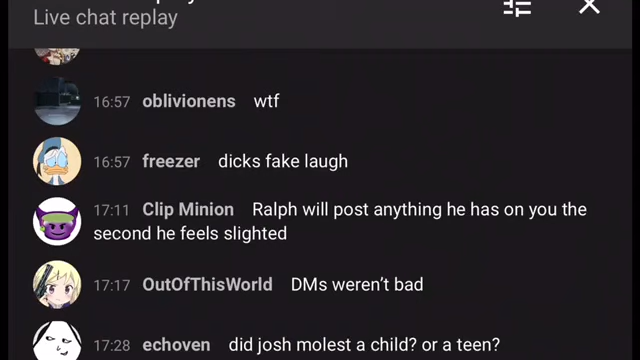 Live chat replay
16:57 oblivionens wtf
16:57 freezer dicks fake laugh
17:11 Clip Minion Ralph will post anything he has on you the
second he feels slighted
17:17 OutOfThisWorld DMs weren't bad
17:28 echoven did josh molest a child? or a teen?